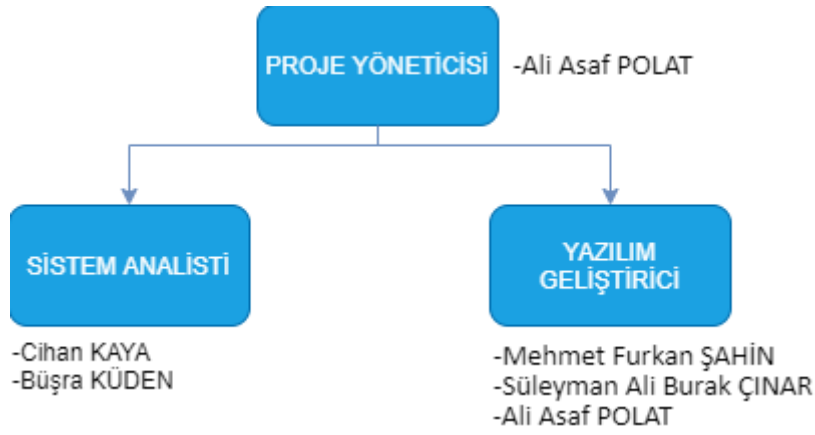 PROJE YÖNETİCİSİ
-Ali Asaf POLAT
SİSTEM ANALİSTİ
-Cihan KAYA
-Büşra KÜDEN
YAZILIM
GELİŞTİRİCİ
-Mehmet Furkan ŞAHİN
-Süleyman Ali Burak ÇINAR
-Ali Asaf POLAT